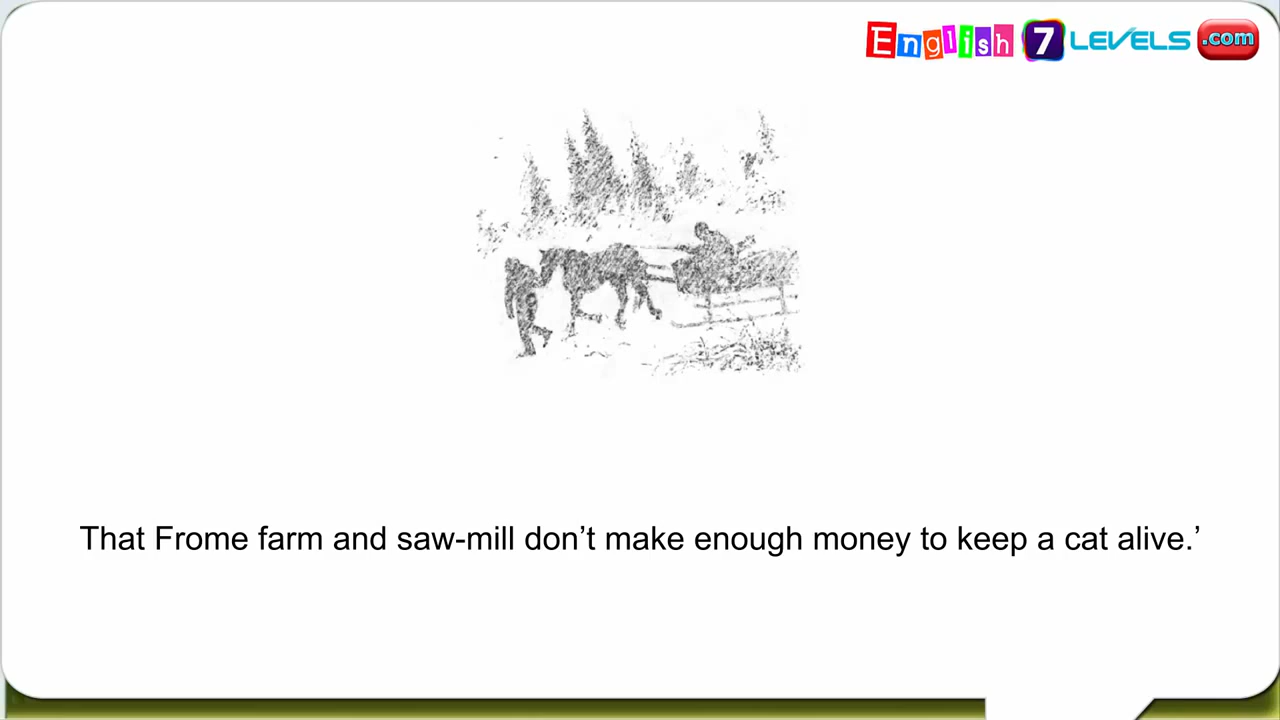 English 7 LEVELS .com
That Frome farm and saw-mill don’t make enough money to keep a cat alive.’